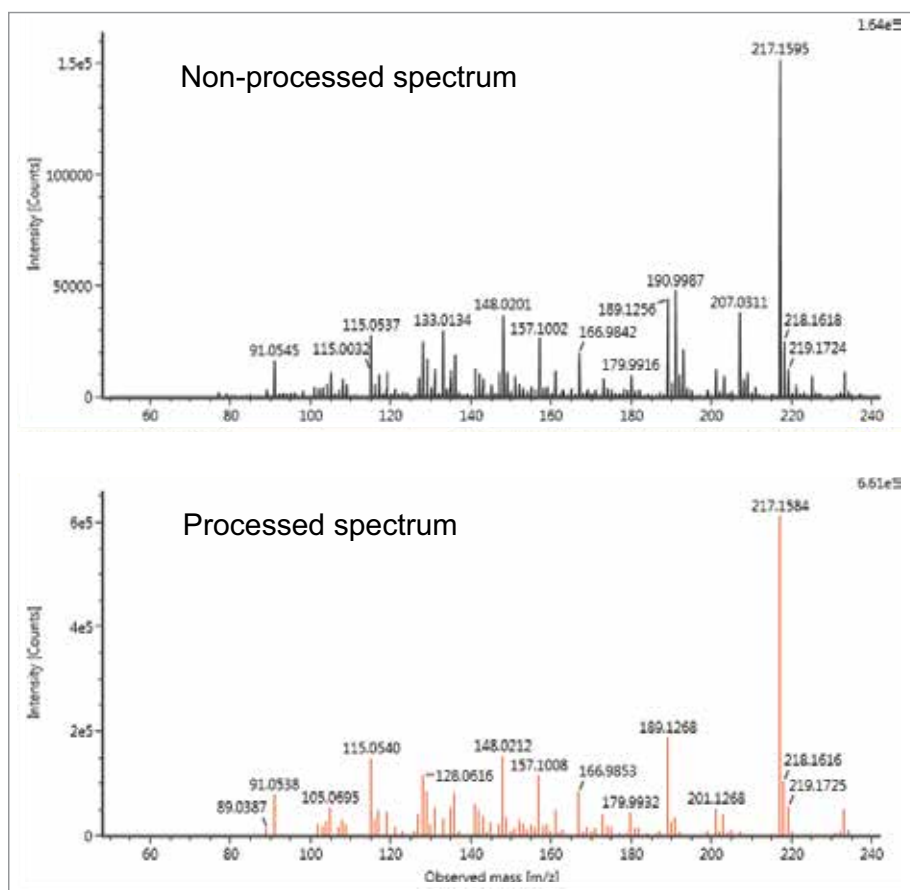 1.64e5
1.5e5
Non-processed spectrum
217.1595
Intensity [Counts]
100000
50000
190.9987
189.1256
207.0311
148.0201
133.0134
115.0537
157.1002
166.9842
218.1618
91.0545
115.0032
179.9916
219.1724
0
60 80 100 120 140 160 180 200 220 240
6.61e5
217.1584
6e5
Processed spectrum
Intensity [Counts]
4e5
2e5
189.1268
115.0540
148.0212
128.0616
157.1008
166.9853
218.1616
91.0538
219.1725
89.0387
105.0695
179.9932
201.1268
0
60 80 100 120 140 160 180 200 220 240
Observed mass [m/z]